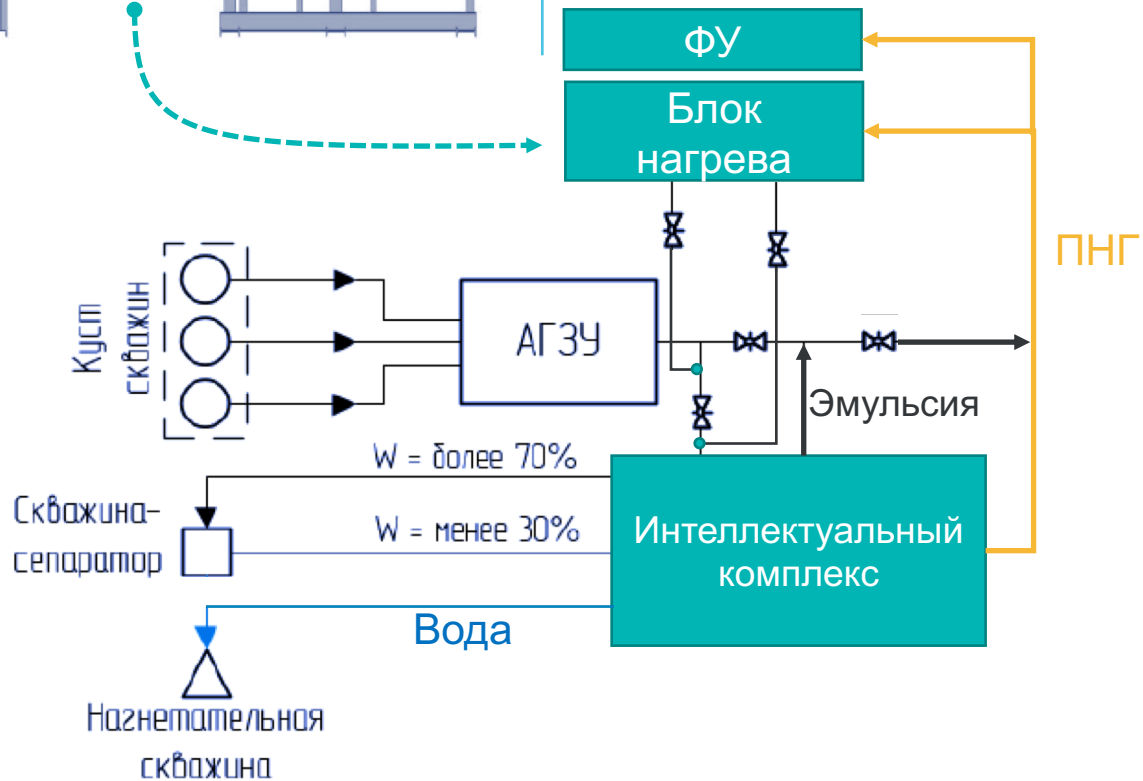 ФУ
Блок
нагрева
ПНГ
Куст
скважин
АГЗУ
Эмульсия
W = более 70%
Скважина-
сепаратор
W = менее 30%
Интеллектуальный
комплекс
Вода
Нагнетательная
скважина